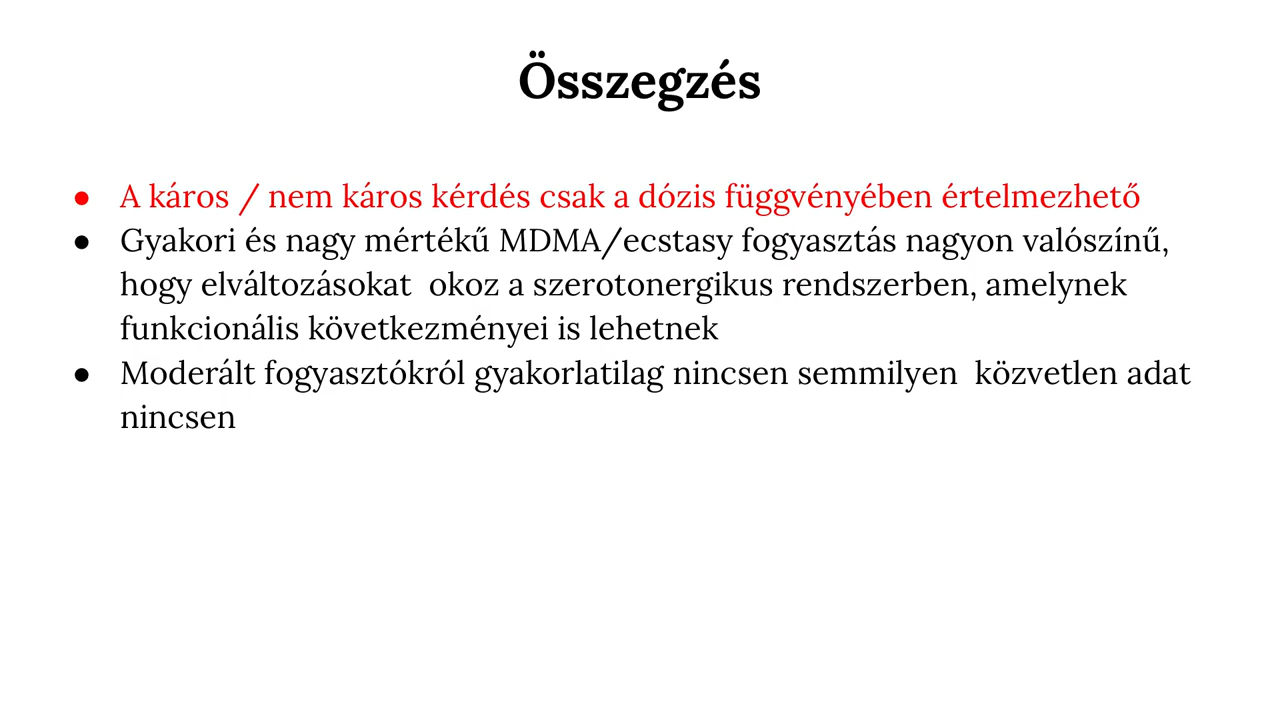 Összegzés
● A káros / nem káros kérdés csak a dózis függvényében értelmezhető
● Gyakori és nagy mértékű MDMA/ecstasy fogyasztás nagyon valószínű,
hogy elváltozásokat  okoz a szerotonergikus rendszerben, amelynek
funkcionális következményei is lehetnek
● Moderált fogyasztókról gyakorlatilag nincsen semmilyen  közvetlen adat
nincsen